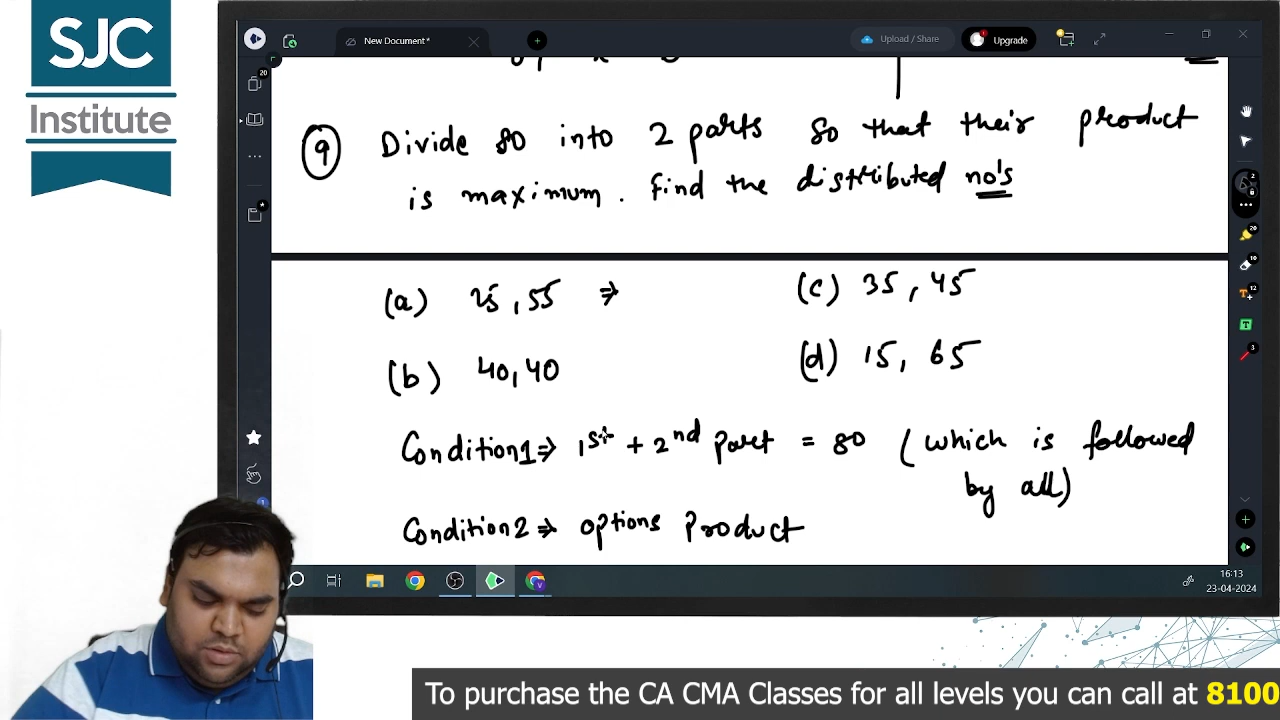 SJC
Institute
New Document*
Upload / Share
Upgrade
9 Divide 80 into 2 parts so that their product
is maximum. Find the distributed no's
(a) 25, 55 ⇒
(c) 35, 45
(b) 40, 40
(d) 15, 65
Condition1⇒ 1st + 2nd part = 80 (which is followed
by all)
Condition2⇒ options Product
16:13
23-04-2024
To purchase the CA CMA Classes for all levels you can call at 8100